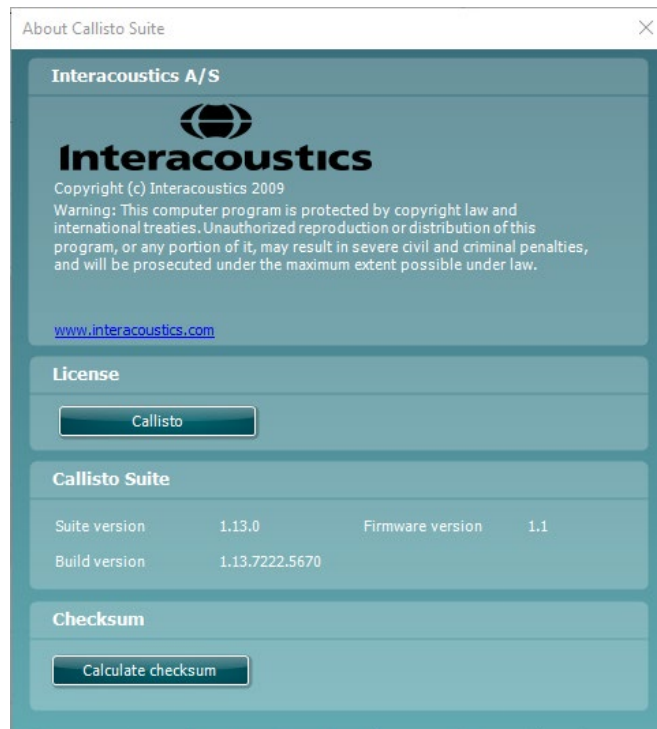 About Callisto Suite
Interacoustics A/S
Interacoustics
Copyright (c) Interacoustics 2009
Warning: This computer program is protected by copyright law and
international treaties. Unauthorized reproduction or distribution of this
program, or any portion of it, may result in severe civil and criminal penalties,
and will be prosecuted under the maximum extent possible under law.
www.interacoustics.com
License
Callisto
Callisto Suite
Suite version 1.13.0 Firmware version 1.1
Build version 1.13.7222.5670
Checksum
Calculate checksum